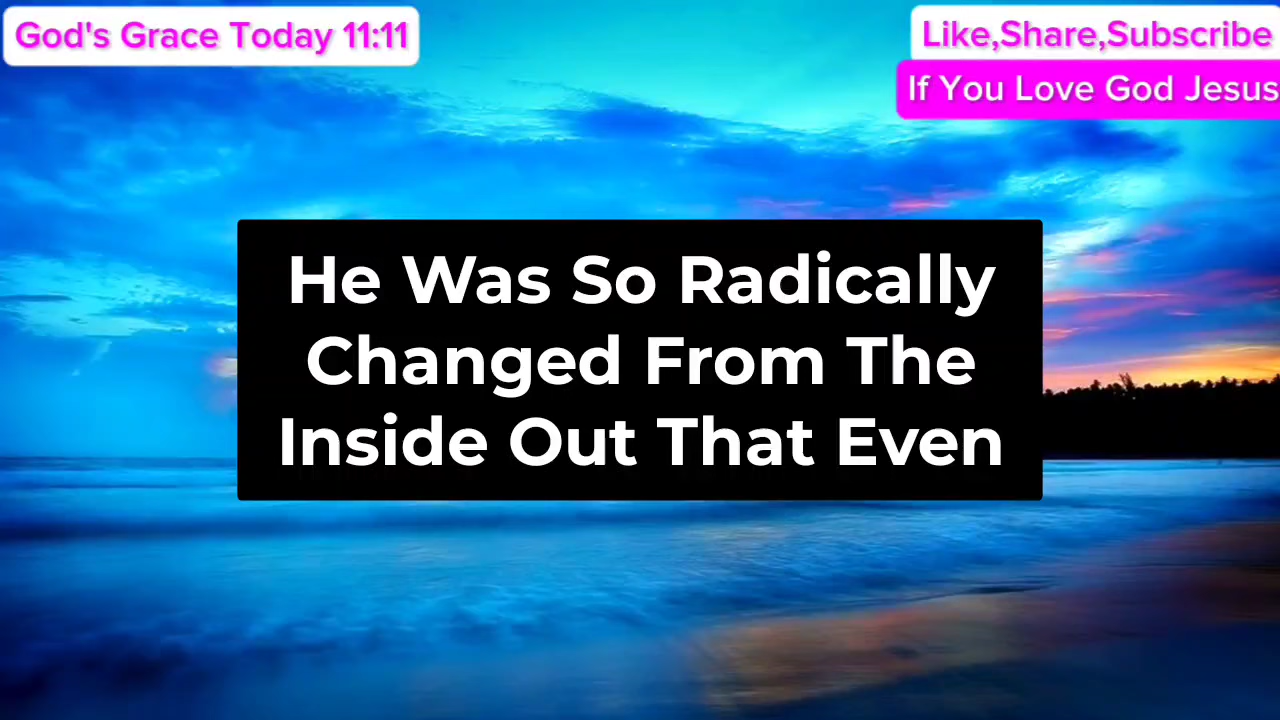 God's Grace Today 11:11
Like,Share,Subscribe
If You Love God Jesus
He Was So Radically
Changed From The
Inside Out That Even